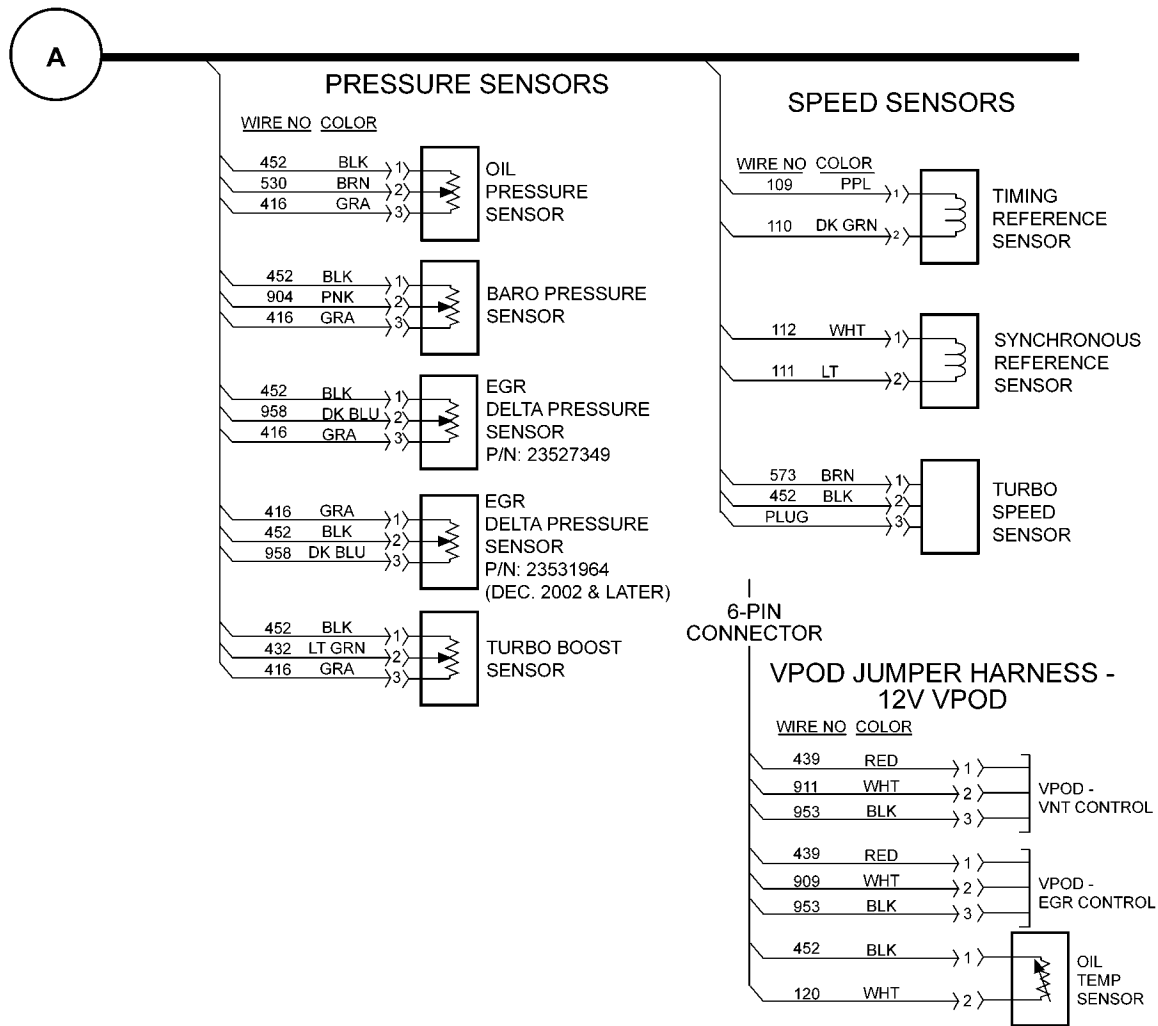 A
PRESSURE SENSORS
WIRE NO COLOR
452 BLK 1
530 BRN 2
416 GRA 3
OIL
PRESSURE
SENSOR
452 BLK 1
904 PNK 2
416 GRA 3
BARO PRESSURE
SENSOR
452 BLK 1
958 DK BLU 2
416 GRA 3
EGR
DELTA PRESSURE
SENSOR
P/N: 23527349
416 GRA 1
452 BLK 2
958 DK BLU 3
EGR
DELTA PRESSURE
SENSOR
P/N: 23531964
(DEC. 2002 & LATER)
452 BLK 1
432 LT GRN 2
416 GRA 3
TURBO BOOST
SENSOR
SPEED SENSORS
WIRE NO COLOR
109 PPL 1
110 DK GRN 2
TIMING
REFERENCE
SENSOR
112 WHT 1
111 LT 2
SYNCHRONOUS
REFERENCE
SENSOR
573 BRN 1
452 BLK 2
PLUG 3
TURBO
SPEED
SENSOR
6-PIN
CONNECTOR
VPOD JUMPER HARNESS -
12V VPOD
WIRE NO COLOR
439 RED 1
911 WHT 2
953 BLK 3
VPOD -
VNT CONTROL
439 RED 1
909 WHT 2
953 BLK 3
VPOD -
EGR CONTROL
452 BLK 1
120 WHT 2
OIL
TEMP
SENSOR